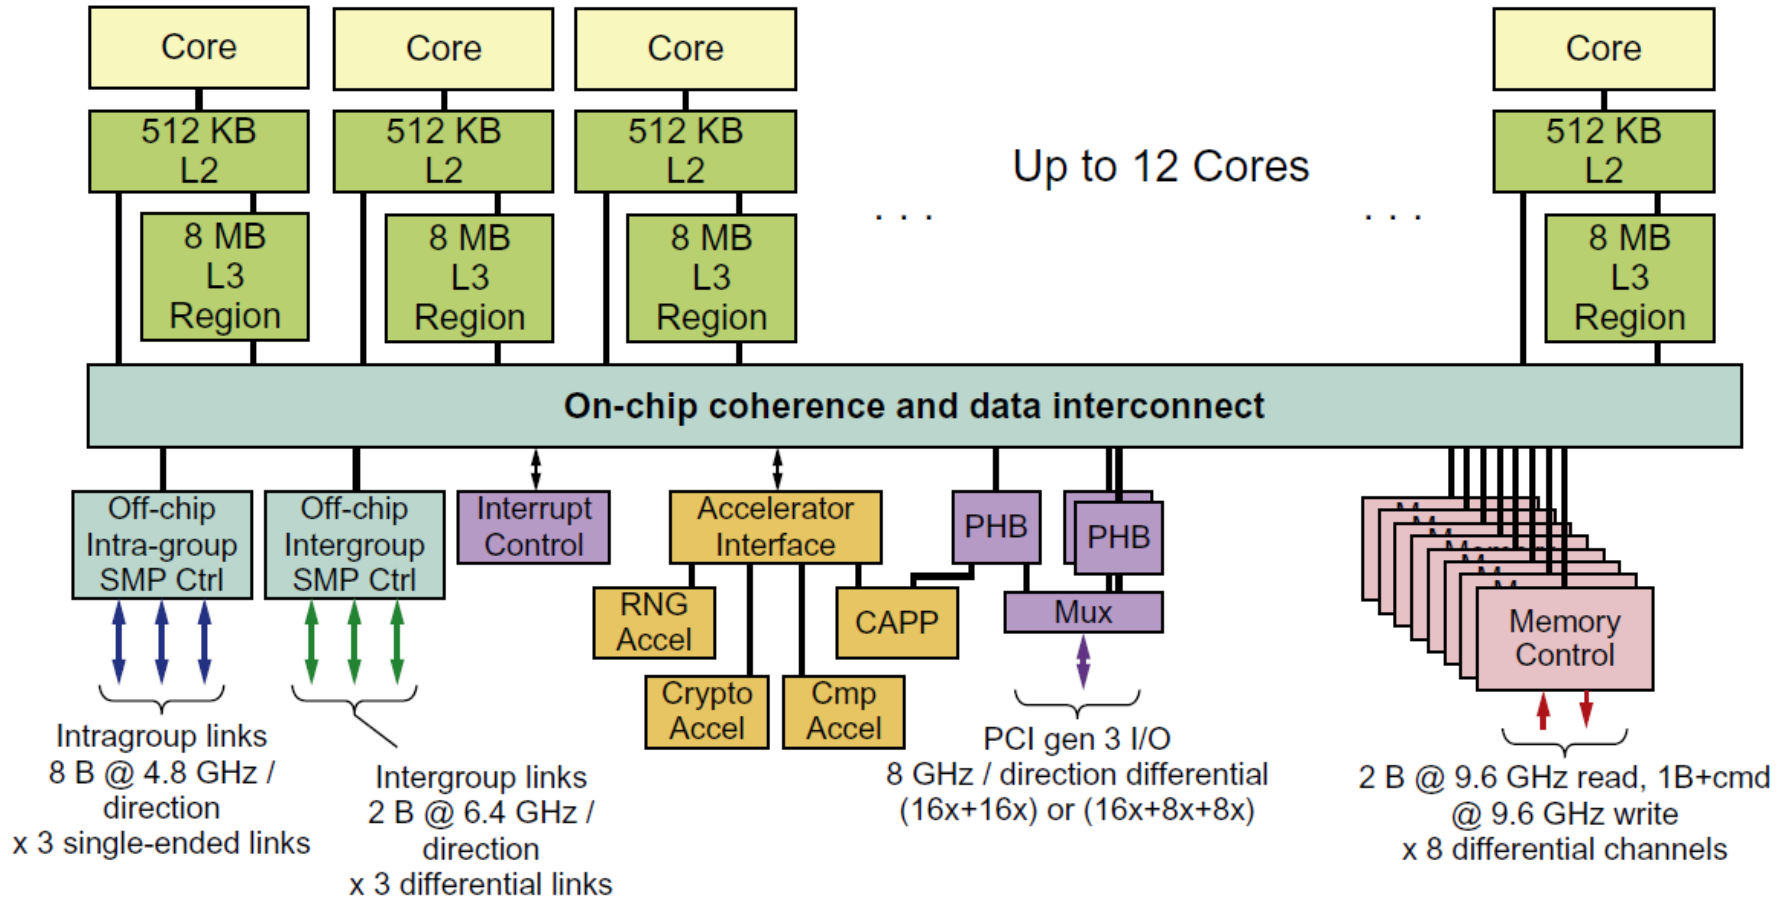 Core
Core
Core
Core
512 KB
L2
512 KB
L2
512 KB
L2
512 KB
L2
Up to 12 Cores
. . .
. . .
8 MB
L3
Region
8 MB
L3
Region
8 MB
L3
Region
8 MB
L3
Region
On-chip coherence and data interconnect
Off-chip
Intra-group
SMP Ctrl
Off-chip
Intergroup
SMP Ctrl
Interrupt
Control
Accelerator
Interface
PHB
PHB
RNG
Accel
CAPP
Mux
Crypto
Accel
Cmp
Accel
Memory
Control
Intragroup links
8 B @ 4.8 GHz /
direction
x 3 single-ended links
Intergroup links
2 B @ 6.4 GHz /
direction
x 3 differential links
PCI gen 3 I/O
8 GHz / direction differential
(16x+16x) or (16x+8x+8x)
2 B @ 9.6 GHz read, 1B+cmd
@ 9.6 GHz write
x 8 differential channels